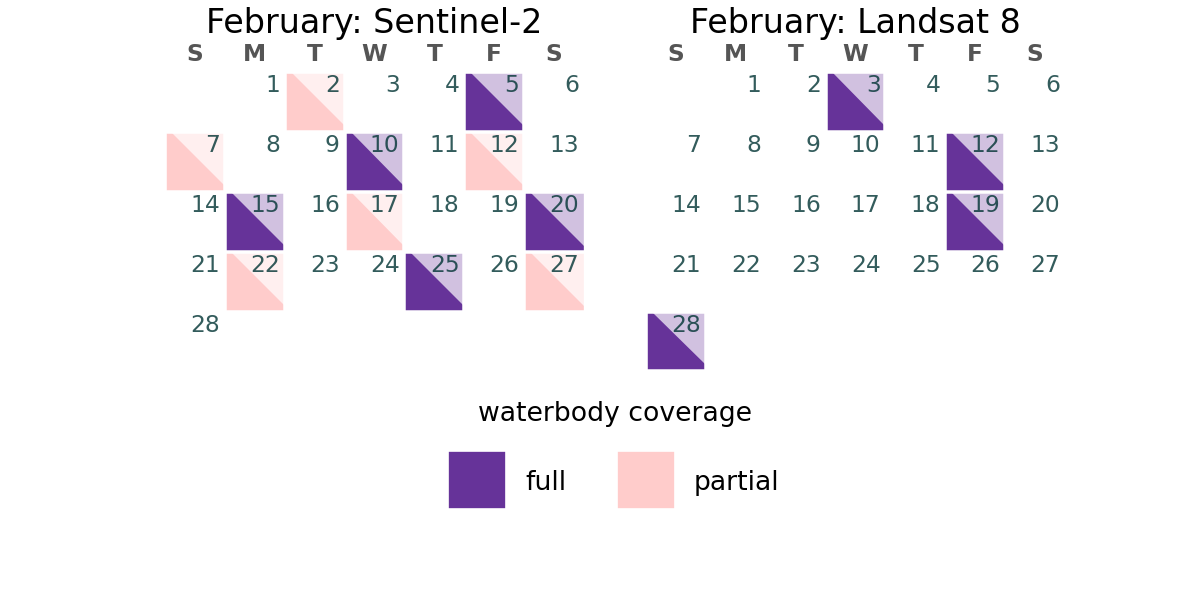 February: Sentinel-2
S M T W T F S
1 2 3 4 5 6
7 8 9 10 11 12 13
14 15 16 17 18 19 20
21 22 23 24 25 26 27
28
February: Landsat 8
S M T W T F S
1 2 3 4 5 6
7 8 9 10 11 12 13
14 15 16 17 18 19 20
21 22 23 24 25 26 27
28
waterbody coverage
full partial